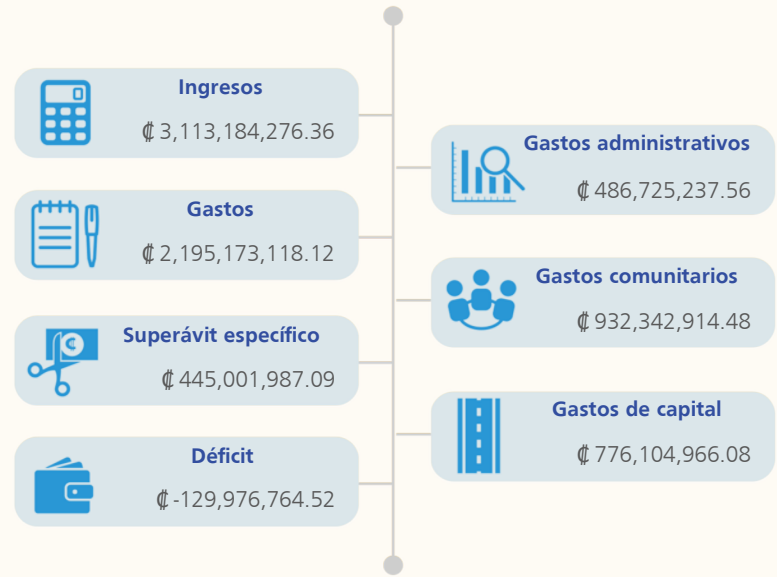 Ingresos
₡ 3,113,184,276.36
Gastos
₡ 2,195,173,118.12
Superávit específico
₡ 445,001,987.09
Déficit
₡ -129,976,764.52
Gastos administrativos
₡ 486,725,237.56
Gastos comunitarios
₡ 932,342,914.48
Gastos de capital
₡ 776,104,966.08